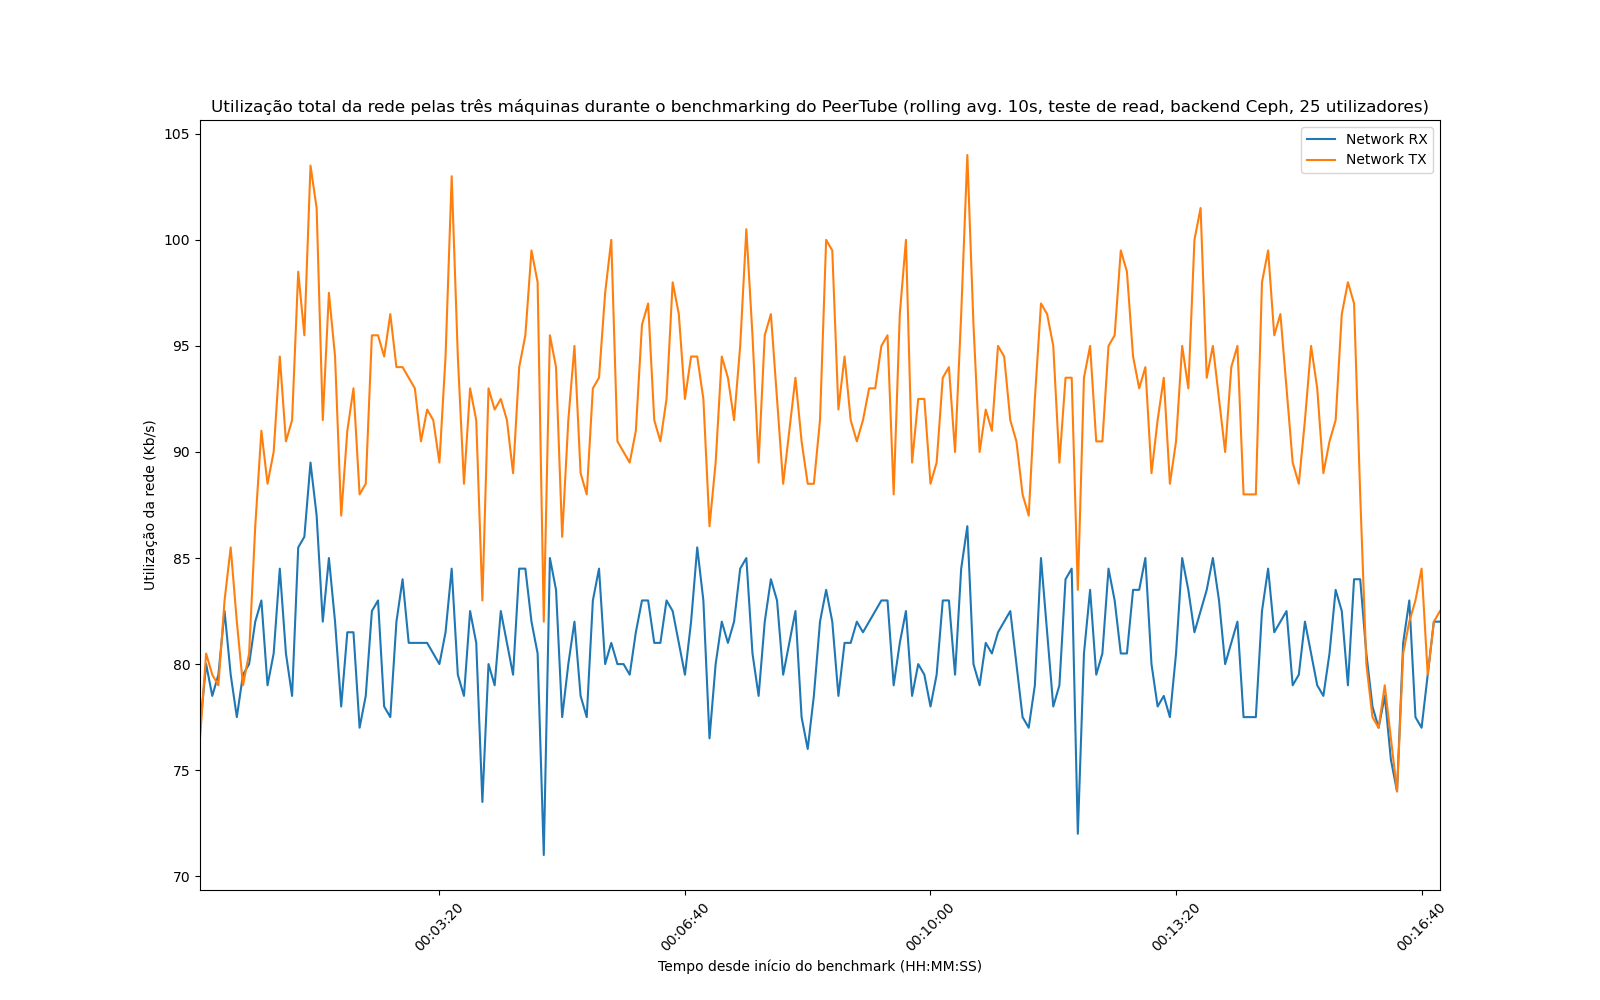 Utilização total da rede pelas três máquinas durante o benchmarking do PeerTube (rolling avg. 10s, teste de read, backend Ceph, 25 utilizadores)
Network RX
Network TX
105
100
95
90
85
80
75
70
Utilização da rede (Kb/s)
00:03:20
00:06:40
00:10:00
00:13:20
00:16:40
Tempo desde início do benchmark (HH:MM:SS)